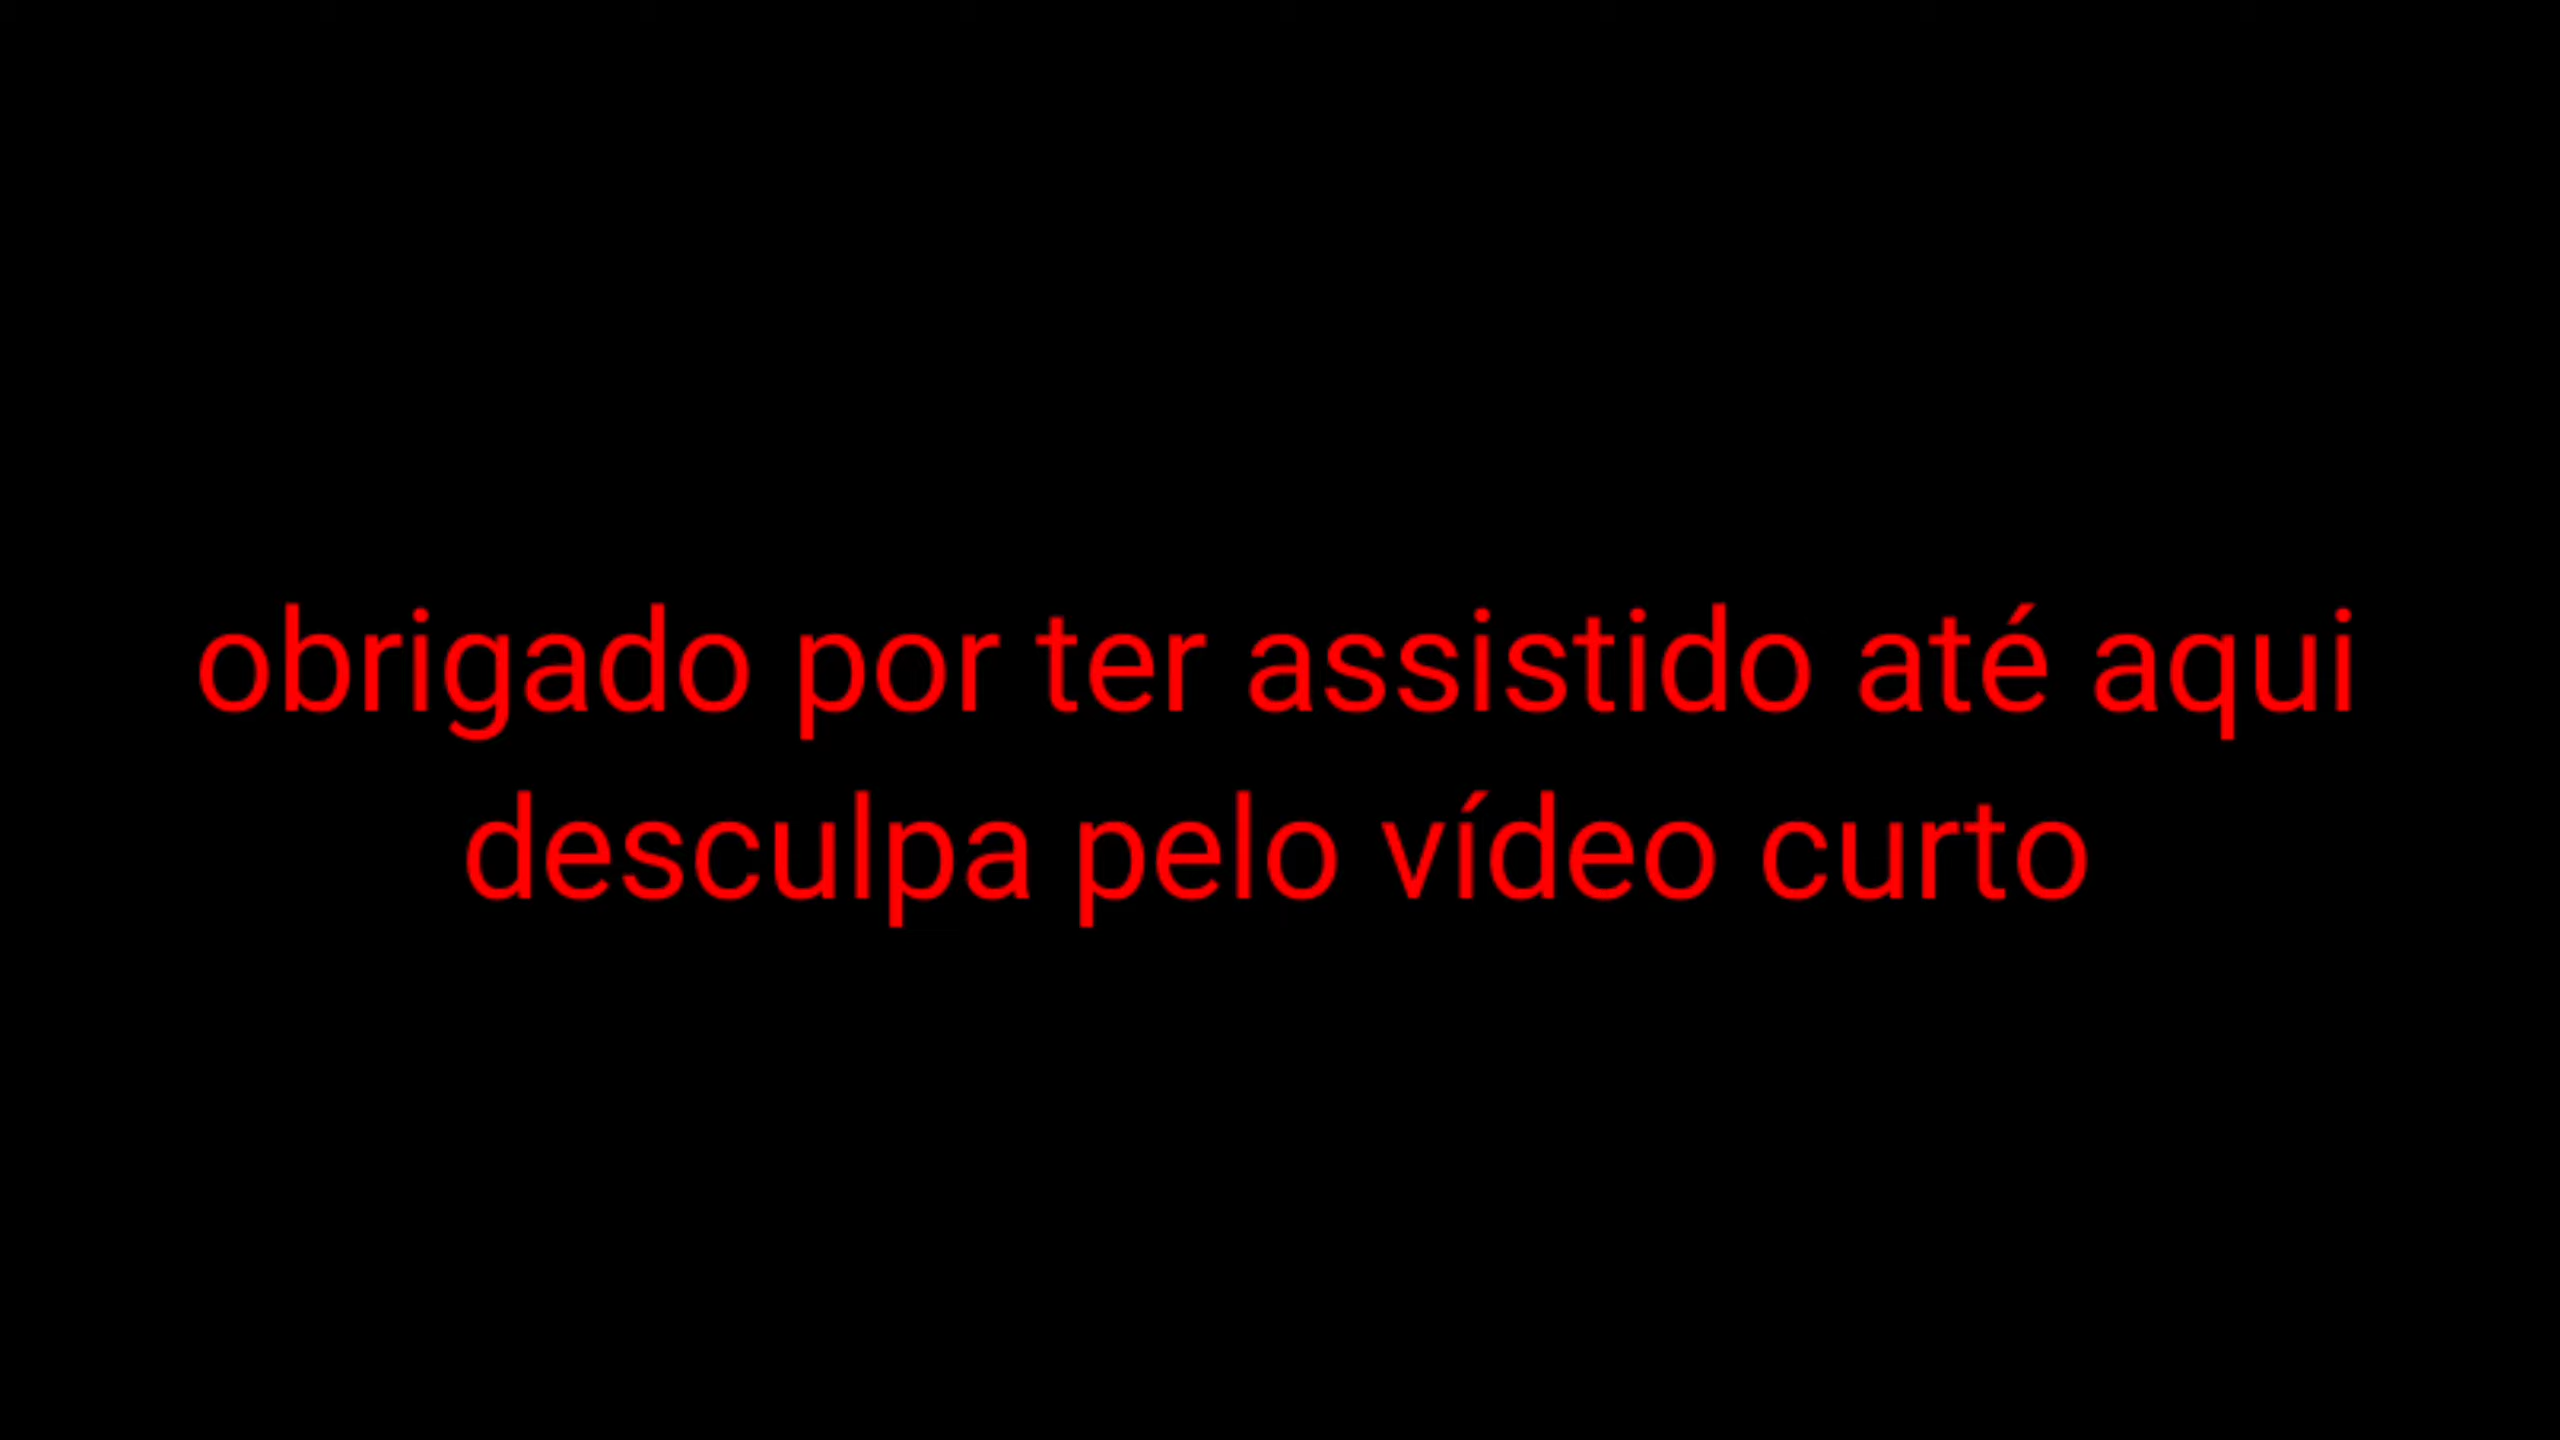 obrigado por ter assistido até aqui
desculpa pelo vídeo curto